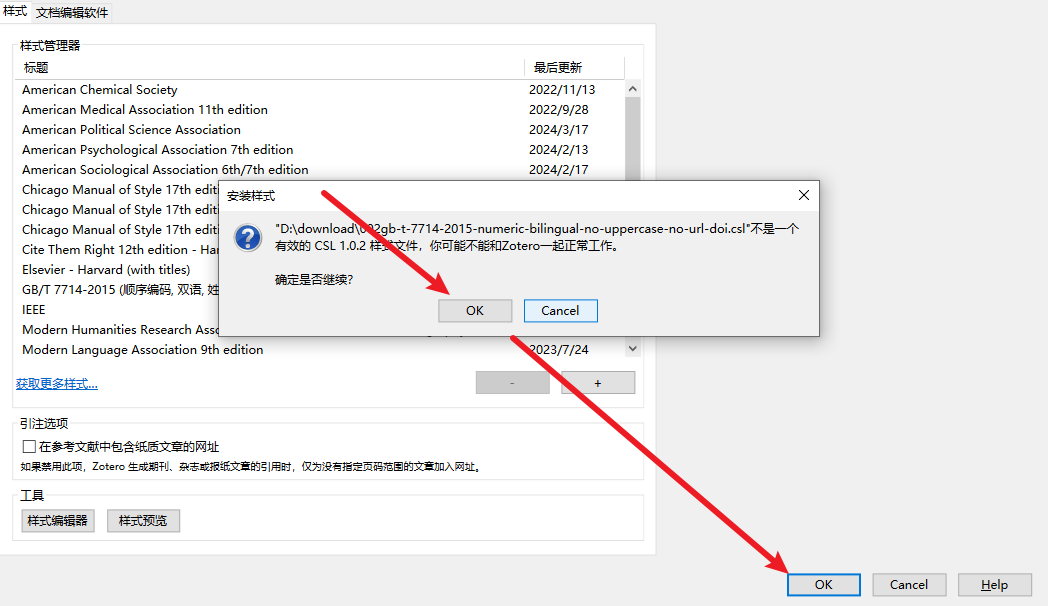 样式 文档编辑软件
样式管理器
标题 最后更新
American Chemical Society 2022/11/13
American Medical Association 11th edition 2022/9/28
American Political Science Association 2024/3/17
American Psychological Association 7th edition 2024/2/13
American Sociological Association 6th/7th edition 2024/2/17
Chicago Manual of Style 17th edit
Chicago Manual of Style 17th edit
Chicago Manual of Style 17th edit
Cite Them Right 12th edition - Har
Elsevier - Harvard (with titles)
GB/T 7714-2015 (顺序编码, 双语, 姓
IEEE
Modern Humanities Research Asso
Modern Language Association 9th edition 2023/7/24
安装样式
"D:\download\002gb-t-7714-2015-numeric-bilingual-no-uppercase-no-url-doi.csl"不是一个
有效的 CSL 1.0.2 样式文件，你可能不能和Zotero一起正常工作。
确定是否继续？
OK Cancel
获取更多样式... - +
引注选项
在参考文献中包含纸质文章的网址
如果禁用此项，Zotero 生成期刊、杂志或报纸文章的引用时，仅为没有指定页码范围的文章加入网址。
工具
样式编辑器 样式预览
OK Cancel Help